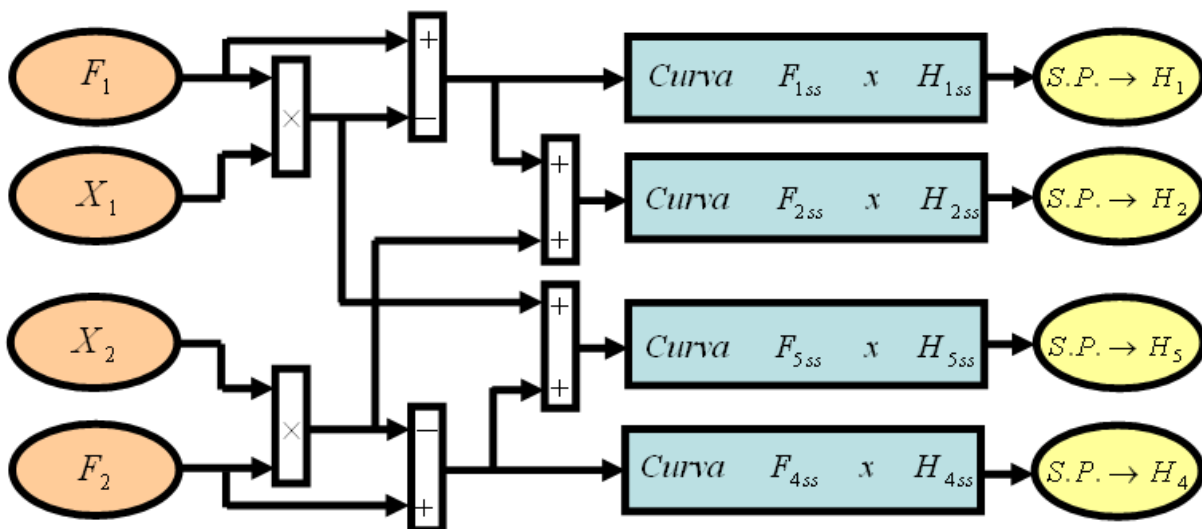 F₁ + Curva F₁ss x H₁ss S.P. → H₁
× −
X₁ + Curva F₂ss x H₂ss S.P. → H₂
+
X₂ + Curva F₅ss x H₅ss S.P. → H₅
+
× −
F₂ + Curva F₄ss x H₄ss S.P. → H₄